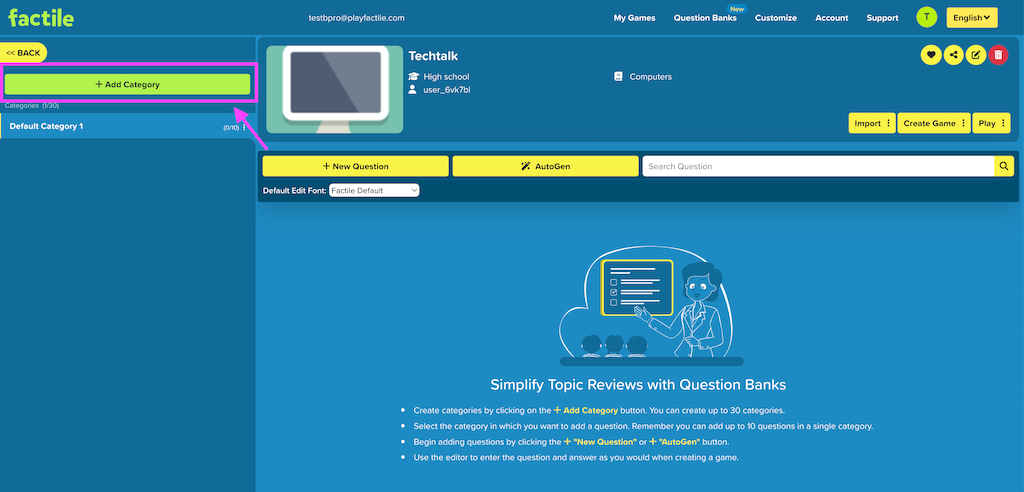 factile
testbpro@playfactile.com
My Games
Question Banks
New
Customize
Account
Support
T
English
<< BACK
+ Add Category
Categories (1/30)
Default Category 1
(0/10)
Techtalk
High school
user_6vk7bl
Computers
Import
Create Game
Play
+ New Question
AutoGen
Search Question
Default Edit Font: Factile Default
Simplify Topic Reviews with Question Banks
• Create categories by clicking on the + Add Category button. You can create up to 30 categories.
• Select the category in which you want to add a question. Remember you can add up to 10 questions in a single category.
• Begin adding questions by clicking the + "New Question" or + "AutoGen" button.
• Use the editor to enter the question and answer as you would when creating a game.